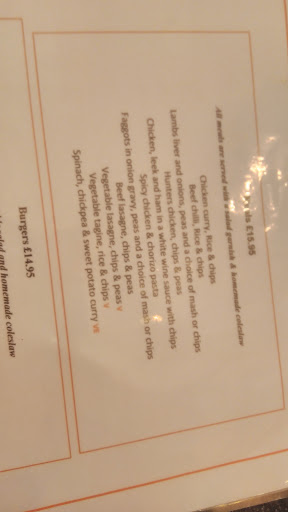 £15.95
All meals are served with salad garnish & homemade coleslaw
Chicken curry, Rice & chips
Beef chilli, Rice & chips
Lambs liver and onions, peas and a choice of mash or chips
Hunters chicken, chips & peas
Chicken, leek and ham in a white wine sauce with chips
Spicy chicken & chorizo pasta
Faggots in onion gravy, peas and a choice of mash or chips
Beef lasagne, chips & peas
Vegetable lasagne, chips & peas v
Vegetable tagine, rice & chips v
Spinach, chickpea & sweet potato curry
Burgers £14.95
salad and homemade coleslaw